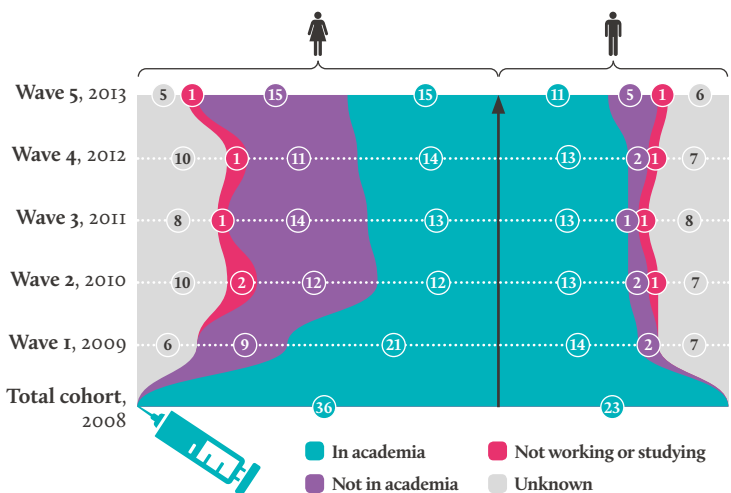 Wave 5, 2013 5 1 15 15 11 5 1 6
Wave 4, 2012 10 1 11 14 13 2 1 7
Wave 3, 2011 8 1 14 13 13 1 1 8
Wave 2, 2010 10 2 12 12 13 2 1 7
Wave 1, 2009 6 9 21 14 2 7
Total cohort,
2008 36 23
In academia Not working or studying
Not in academia Unknown